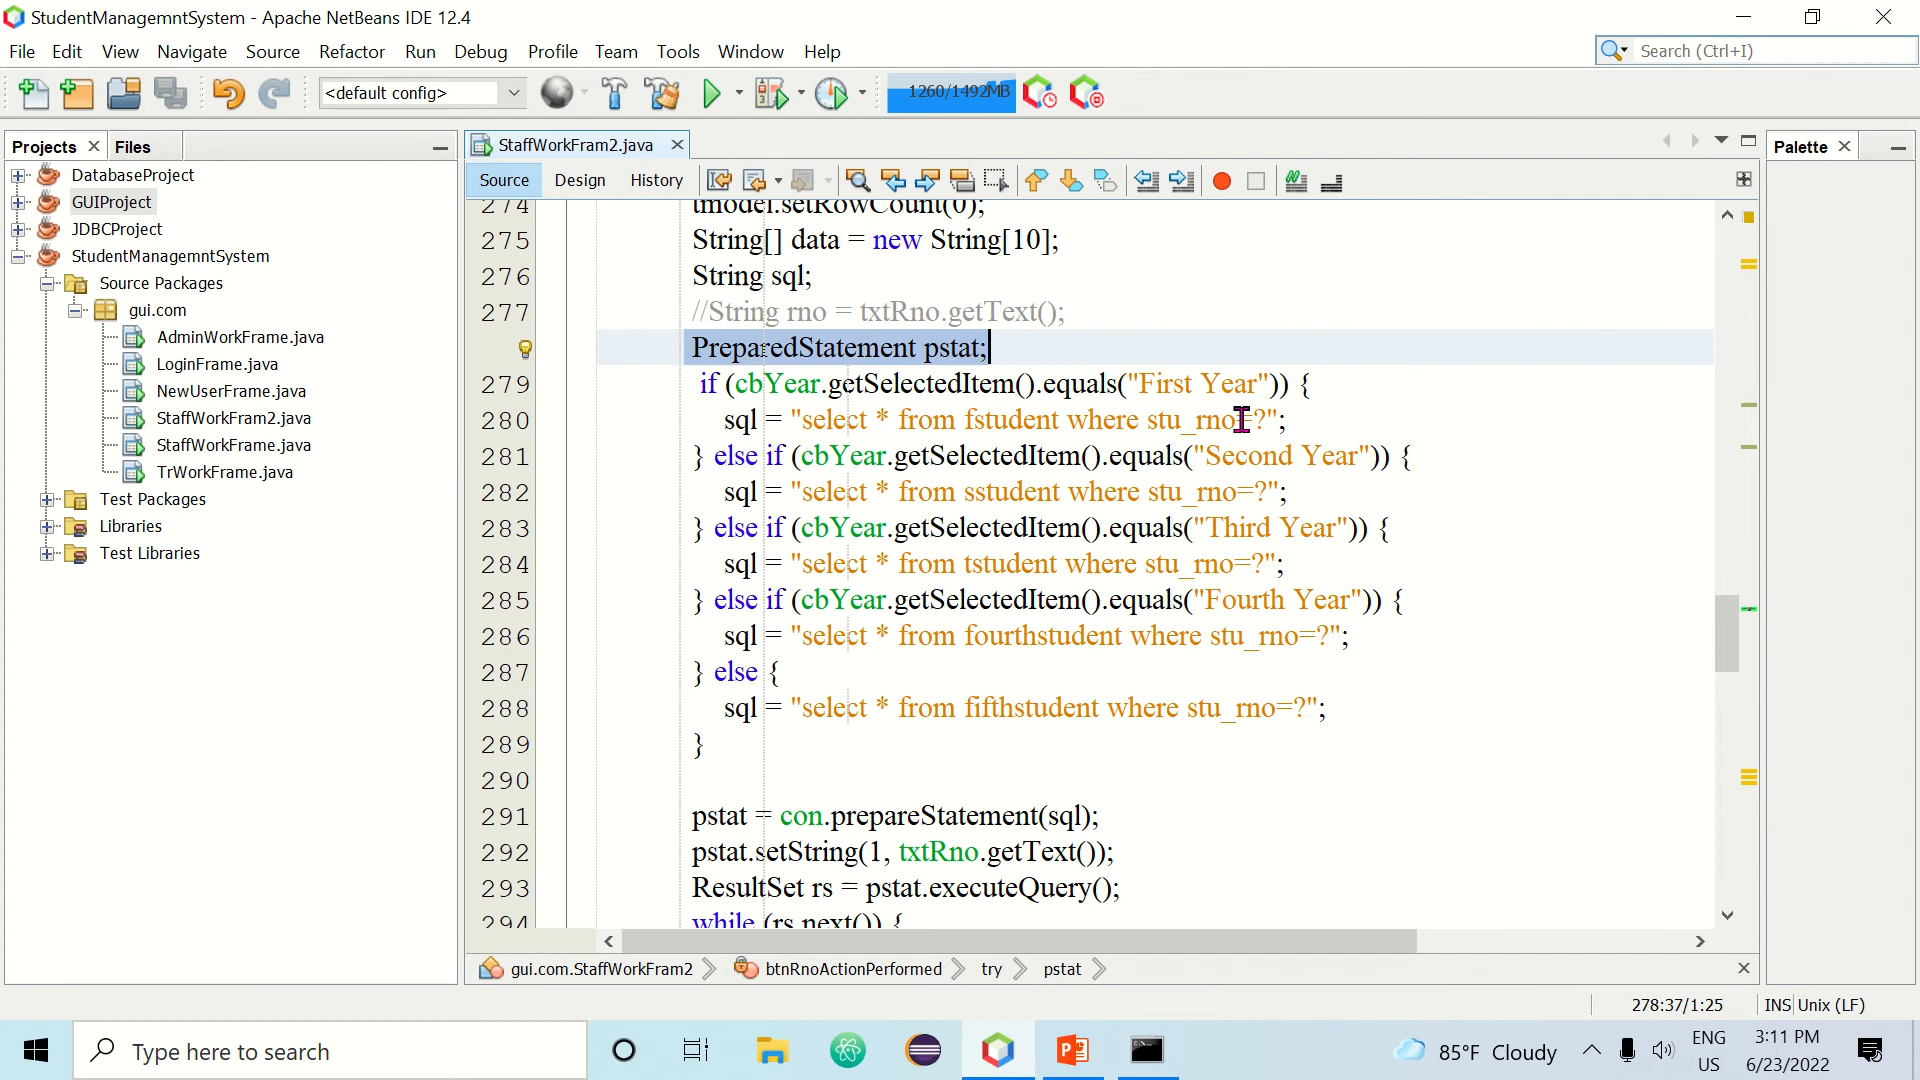 StudentManagemntSystem - Apache NetBeans IDE 12.4
File Edit View Navigate Source Refactor Run Debug Profile Team Tools Window Help
Search (Ctrl+I)
<default config>
1260/1492MB
Projects
Files
StaffWorkFram2.java
Palette
DatabaseProject
GUIProject
JDBCProject
StudentManagemntSystem
Source Packages
gui.com
AdminWorkFrame.java
LoginFrame.java
NewUserFrame.java
StaffWorkFram2.java
StaffWorkFrame.java
TrWorkFrame.java
Test Packages
Libraries
Test Libraries
Source Design History
274 tmodel.setRowCount(0);
275 String[] data = new String[10];
276 String sql;
277 //String rno = txtRno.getText();
PreparedStatement pstat;
279 if (cbYear.getSelectedItem().equals("First Year")) {
280 sql = "select * from fstudent where stu_rno=?";
281 } else if (cbYear.getSelectedItem().equals("Second Year")) {
282 sql = "select * from sstudent where stu_rno=?";
283 } else if (cbYear.getSelectedItem().equals("Third Year")) {
284 sql = "select * from tstudent where stu_rno=?";
285 } else if (cbYear.getSelectedItem().equals("Fourth Year")) {
286 sql = "select * from fourthstudent where stu_rno=?";
287 } else {
288 sql = "select * from fifthstudent where stu_rno=?";
289 }
290
291 pstat = con.prepareStatement(sql);
292 pstat.setString(1, txtRno.getText());
293 ResultSet rs = pstat.executeQuery();
294 while (rs.next()) {
gui.com.StaffWorkFram2 btnRnoActionPerformed try pstat
278:37/1:25 INS Unix (LF)
Type here to search
85°F Cloudy
ENG
US
3:11 PM
6/23/2022